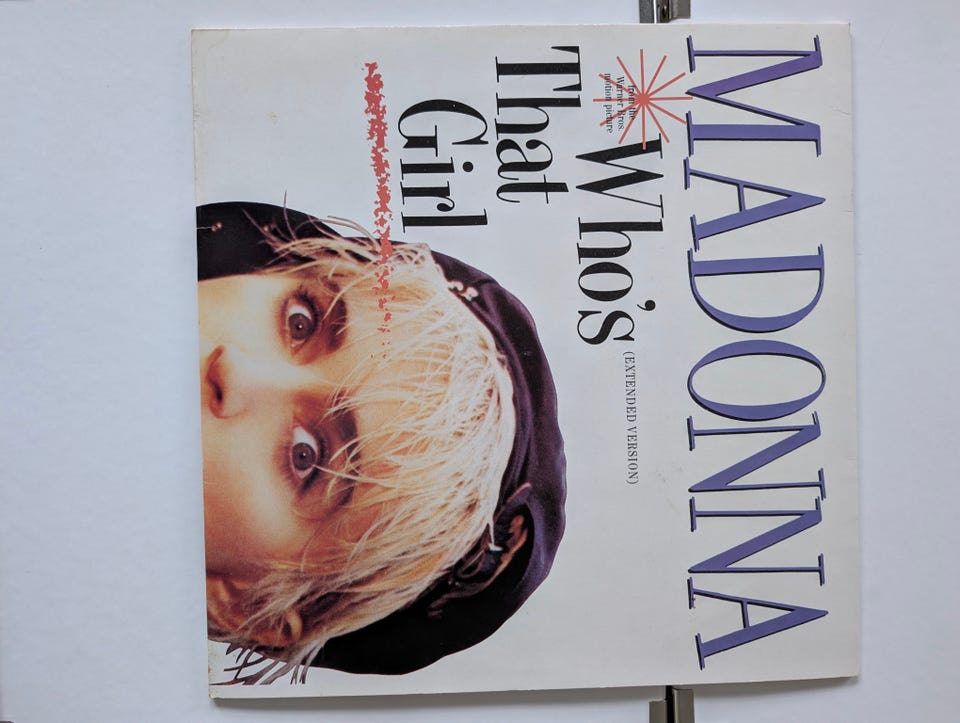 MADONNA
from the
Warner Bros.
motion picture
Who's
(EXTENDED VERSION)
That
Girl